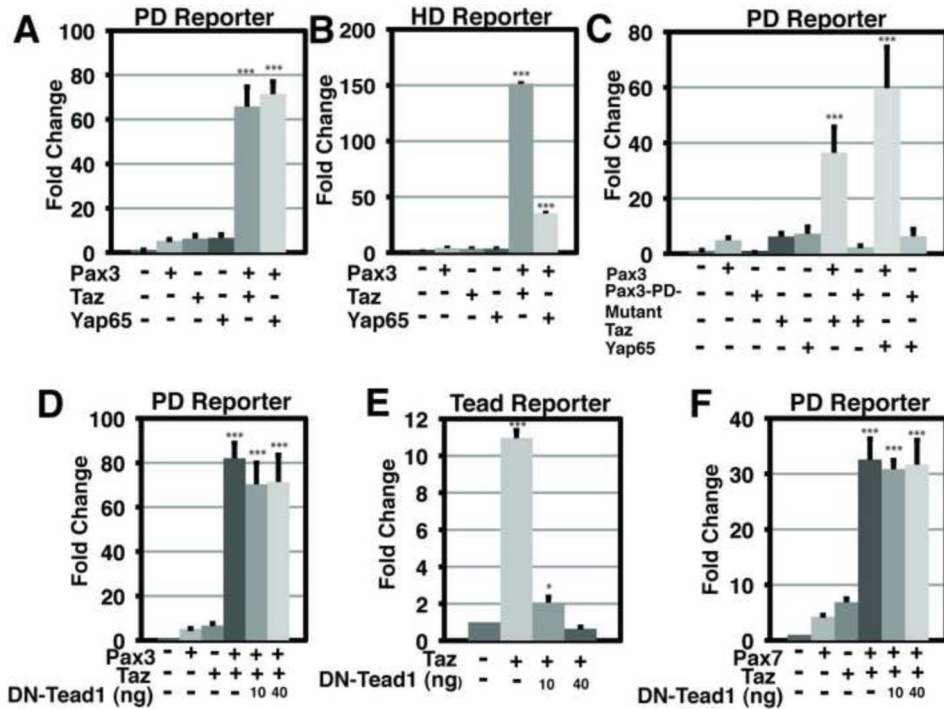 A PD Reporter
Fold Change
100
80
60
40
20
0
*** ***
Pax3 - + - - + +
Taz - - + - + -
Yap65 - - - + - +
B HD Reporter
Fold Change
200
150
100
50
0
*** ***
Pax3 - + - - + +
Taz - - + - + -
Yap65 - - - + - +
C PD Reporter
Fold Change
80
60
40
20
0
*** ***
Pax3 - + - - - + - + -
Pax3-PD- - - + - - - + - +
Mutant
Taz - - - + - + + - -
Yap65 - - - - + - - + +
D PD Reporter
Fold Change
100
80
60
40
20
0
*** *** ***
Pax3 - + - + + +
Taz - - + + + +
DN-Tead1 (ng) 10 40
E Tead Reporter
Fold Change
12
10
8
6
4
2
0
*** *
Taz - + + +
DN-Tead1 (ng) - - 10 40
F PD Reporter
Fold Change
40
30
20
10
0
*** *** ***
Pax7 - + - + + +
Taz - - + + + +
DN-Tead1 (ng) - - - - 10 40